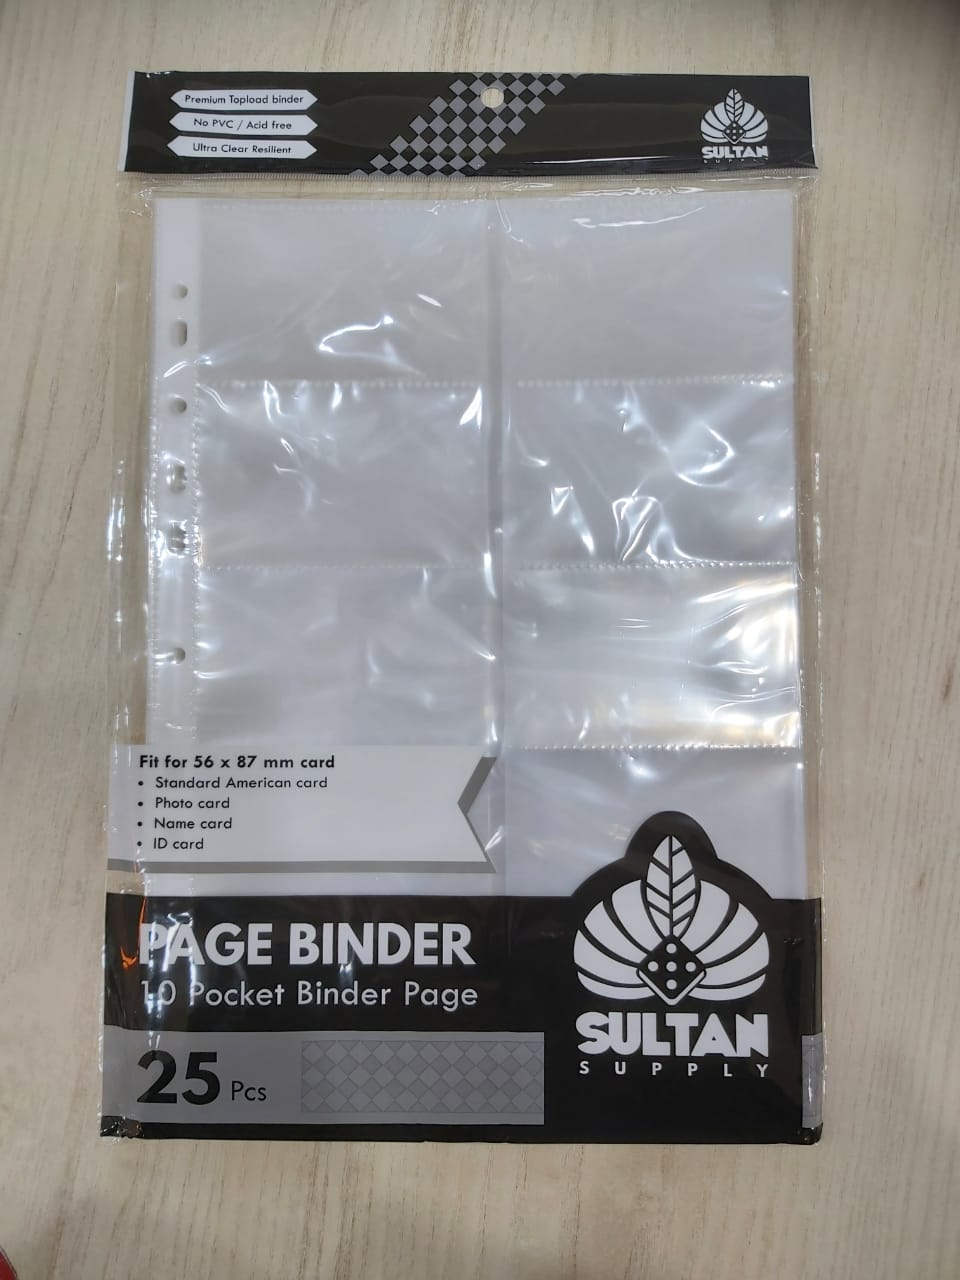 Premium Topload binder
No PVC / Acid free
Ultra Clear Resilient
SULTAN
SUPPLY
Fit for 56 x 87 mm card
• Standard American card
• Photo card
• Name card
• ID card
PAGE BINDER
10 Pocket Binder Page
25 Pcs
SULTAN
SUPPLY